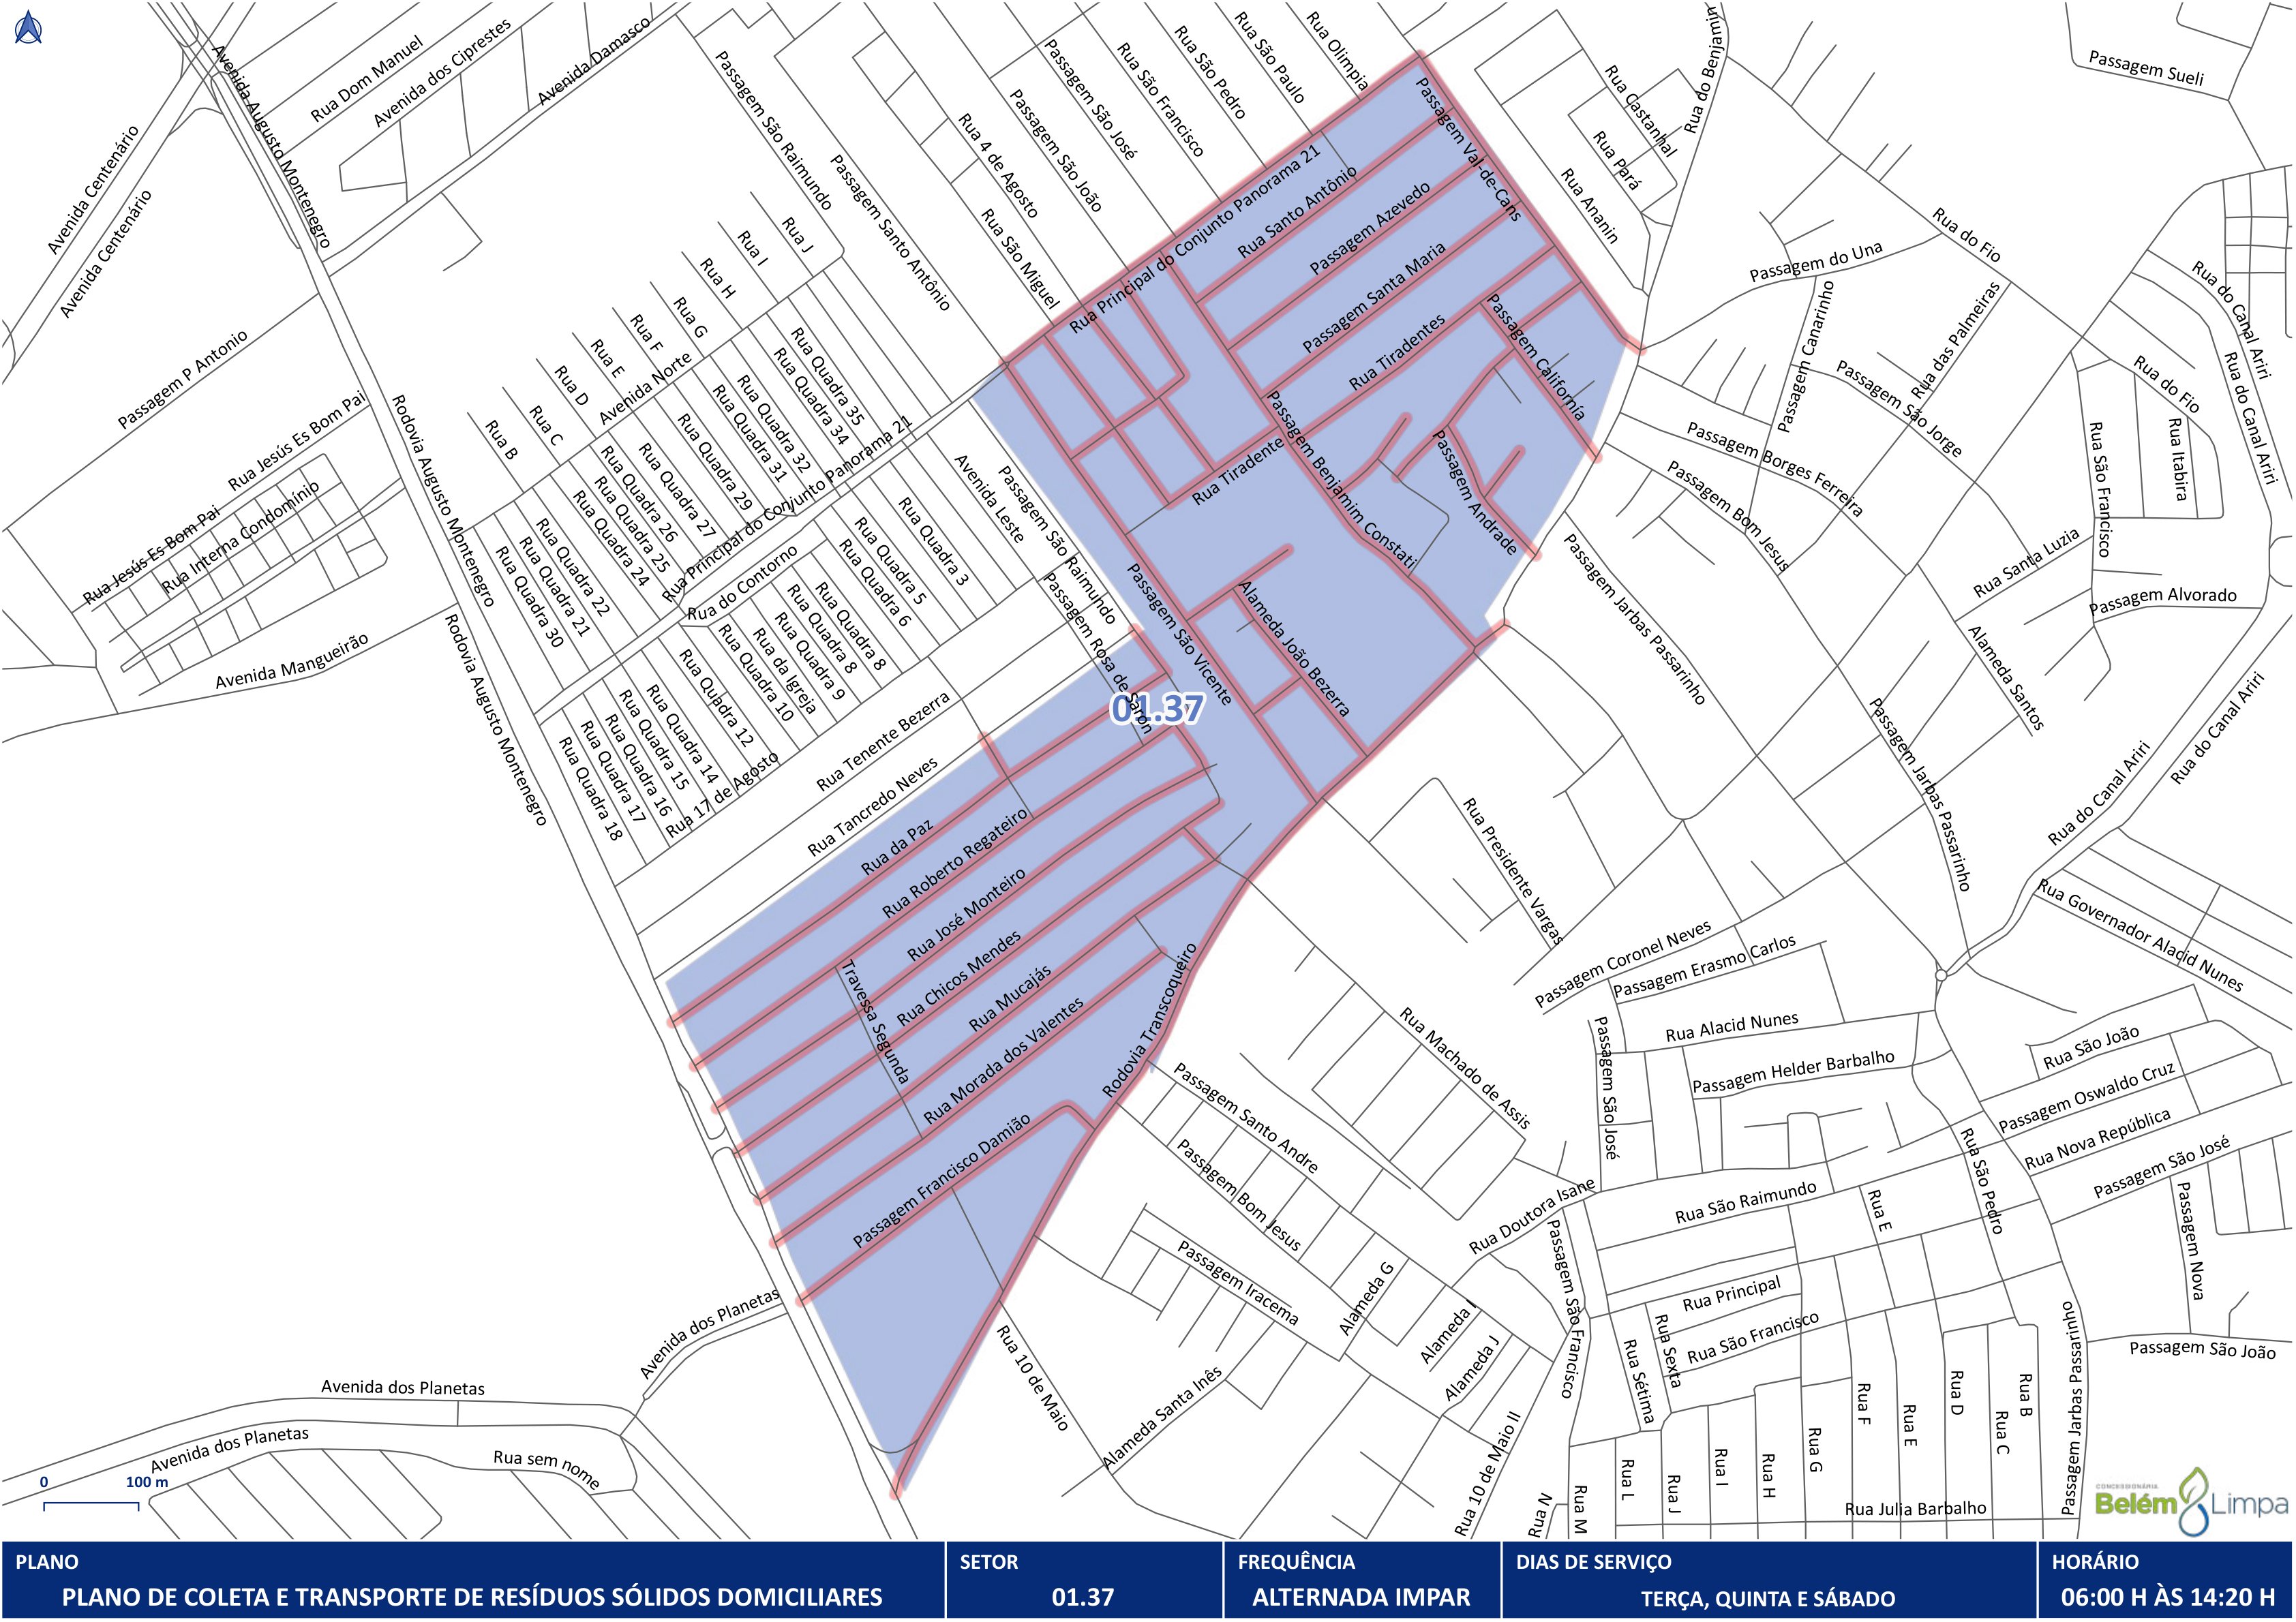 Avenida Augusto Montenegro
Rua Dom Manuel
Avenida dos Ciprestes
Avenida Damasco
Passagem São Raimundo
Passagem Santo Antônio
Rua 4 de Agosto
Rua São Miguel
Passagem São João
Passagem São José
Rua São Francisco
Rua São Pedro
Rua São Paulo
Rua Olimpia
Passagem Val-de-Cans
Rua Castanhal
Rua Pará
Rua Ananin
Rua do Benjamin
Passagem Sueli
Avenida Centenário
Avenida Centenário
Rua J
Rua I
Rua H
Rua G
Rua F
Rua E
Rua D
Rua C
Rua B
Avenida Norte
Rua Principal do Conjunto Panorama 21
Rua Santo Antônio
Passagem Azevedo
Passagem Santa Maria
Rua Tiradentes
Passagem California
Passagem do Una
Rua do Fio
Passagem Canarinho
Rua das Palmeiras
Passagem São Jorge
Rua do Fio
Rua do Canal Ariri
Rua do Canal Ariri
Rua São Francisco
Rua Itabira
Passagem P Antonio
Rua Jesús Es Bom Pai
Rua Jesús Es Bom Pai
Rua Interna Condomínio
Avenida Mangueirão
Rodovia Augusto Montenegro
Rodovia Augusto Montenegro
Rua Quadra 35
Rua Quadra 34
Rua Quadra 32
Rua Quadra 31
Rua Quadra 29
Rua Quadra 27
Rua Quadra 26
Rua Quadra 25
Rua Quadra 24
Rua Quadra 22
Rua Quadra 21
Rua Quadra 30
Rua Principal do Conjunto Panorama 21
Rua do Contorno
Rua Quadra 3
Rua Quadra 5
Rua Quadra 6
Rua Quadra 8
Rua Quadra 8
Rua Quadra 9
Rua da Igreja
Rua Quadra 10
Rua Quadra 12
Rua Quadra 14
Rua Quadra 15
Rua Quadra 16
Rua Quadra 17
Rua Quadra 18
Rua 17 de Agosto
Avenida Leste
Passagem São Raimundo
Passagem Rosa de Saron
Rua Tenente Bezerra
Rua Tancredo Neves
Rua Tiradente
Passagem Benjamim Constati
Passagem Andrade
Passagem São Vicente
Alameda João Bezerra
01.37
Passagem Borges Ferreira
Passagem Bom Jesus
Passagem Jarbas Passarinho
Rua Santa Luzia
Passagem Alvorado
Alameda Santos
Passagem Jarbas Passarinho
Rua do Canal Ariri
Rua do Canal Ariri
Rua da Paz
Rua Roberto Regateiro
Rua José Monteiro
Rua Chicos Mendes
Rua Mucajás
Rua Morada dos Valentes
Travessa Segunda
Passagem Francisco Damião
Rodovia Transcoqueiro
Rua Presidente Vargas
Passagem Coronel Neves
Passagem Erasmo Carlos
Rua Governador Alacid Nunes
Rua Alacid Nunes
Passagem Helder Barbalho
Passagem São José
Rua Machado de Assis
Passagem Santo Andre
Passagem Bom Jesus
Passagem Iracema
Rua São João
Passagem Oswaldo Cruz
Rua Nova República
Passagem São José
Passagem Nova
Rua São Pedro
Rua Doutora Isane
Rua São Raimundo
Rua E
Passagem São Francisco
Rua Principal
Rua São Francisco
Rua Sexta
Rua Sétima
Alameda G
Alameda I
Alameda J
Alameda Santa Inês
Rua 10 de Maio
Rua 10 de Maio II
Avenida dos Planetas
Avenida dos Planetas
Avenida dos Planetas
Rua sem nome
Passagem São João
Passagem Jarbas Passarinho
Rua N
Rua M
Rua L
Rua J
Rua I
Rua H
Rua G
Rua F
Rua E
Rua D
Rua C
Rua B
Rua Julia Barbalho
0 100 m
CONCESSIONÁRIA
Belém Limpa
PLANO
PLANO DE COLETA E TRANSPORTE DE RESÍDUOS SÓLIDOS DOMICILIARES
SETOR
01.37
FREQUÊNCIA
ALTERNADA IMPAR
DIAS DE SERVIÇO
TERÇA, QUINTA E SÁBADO
HORÁRIO
06:00 H ÀS 14:20 H